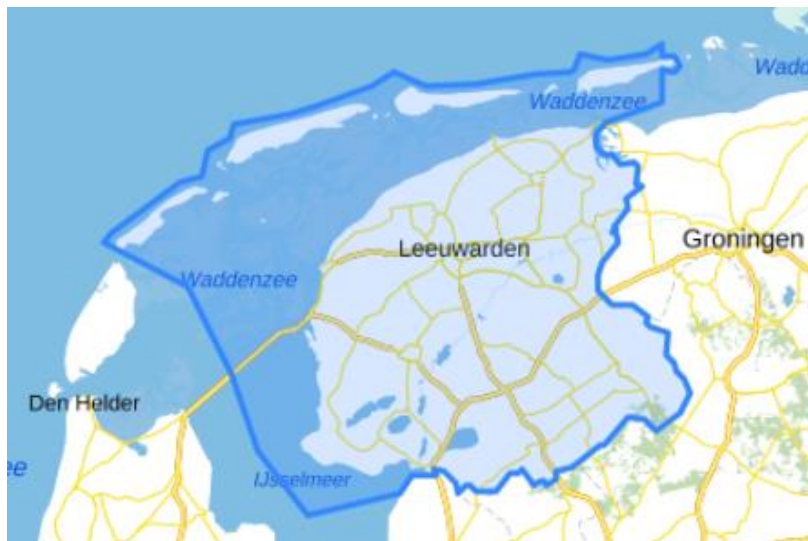 Wadd
Waddenzee
Leeuwarden
Groningen
Waddenzee
Den Helder
ee
IJsselmeer